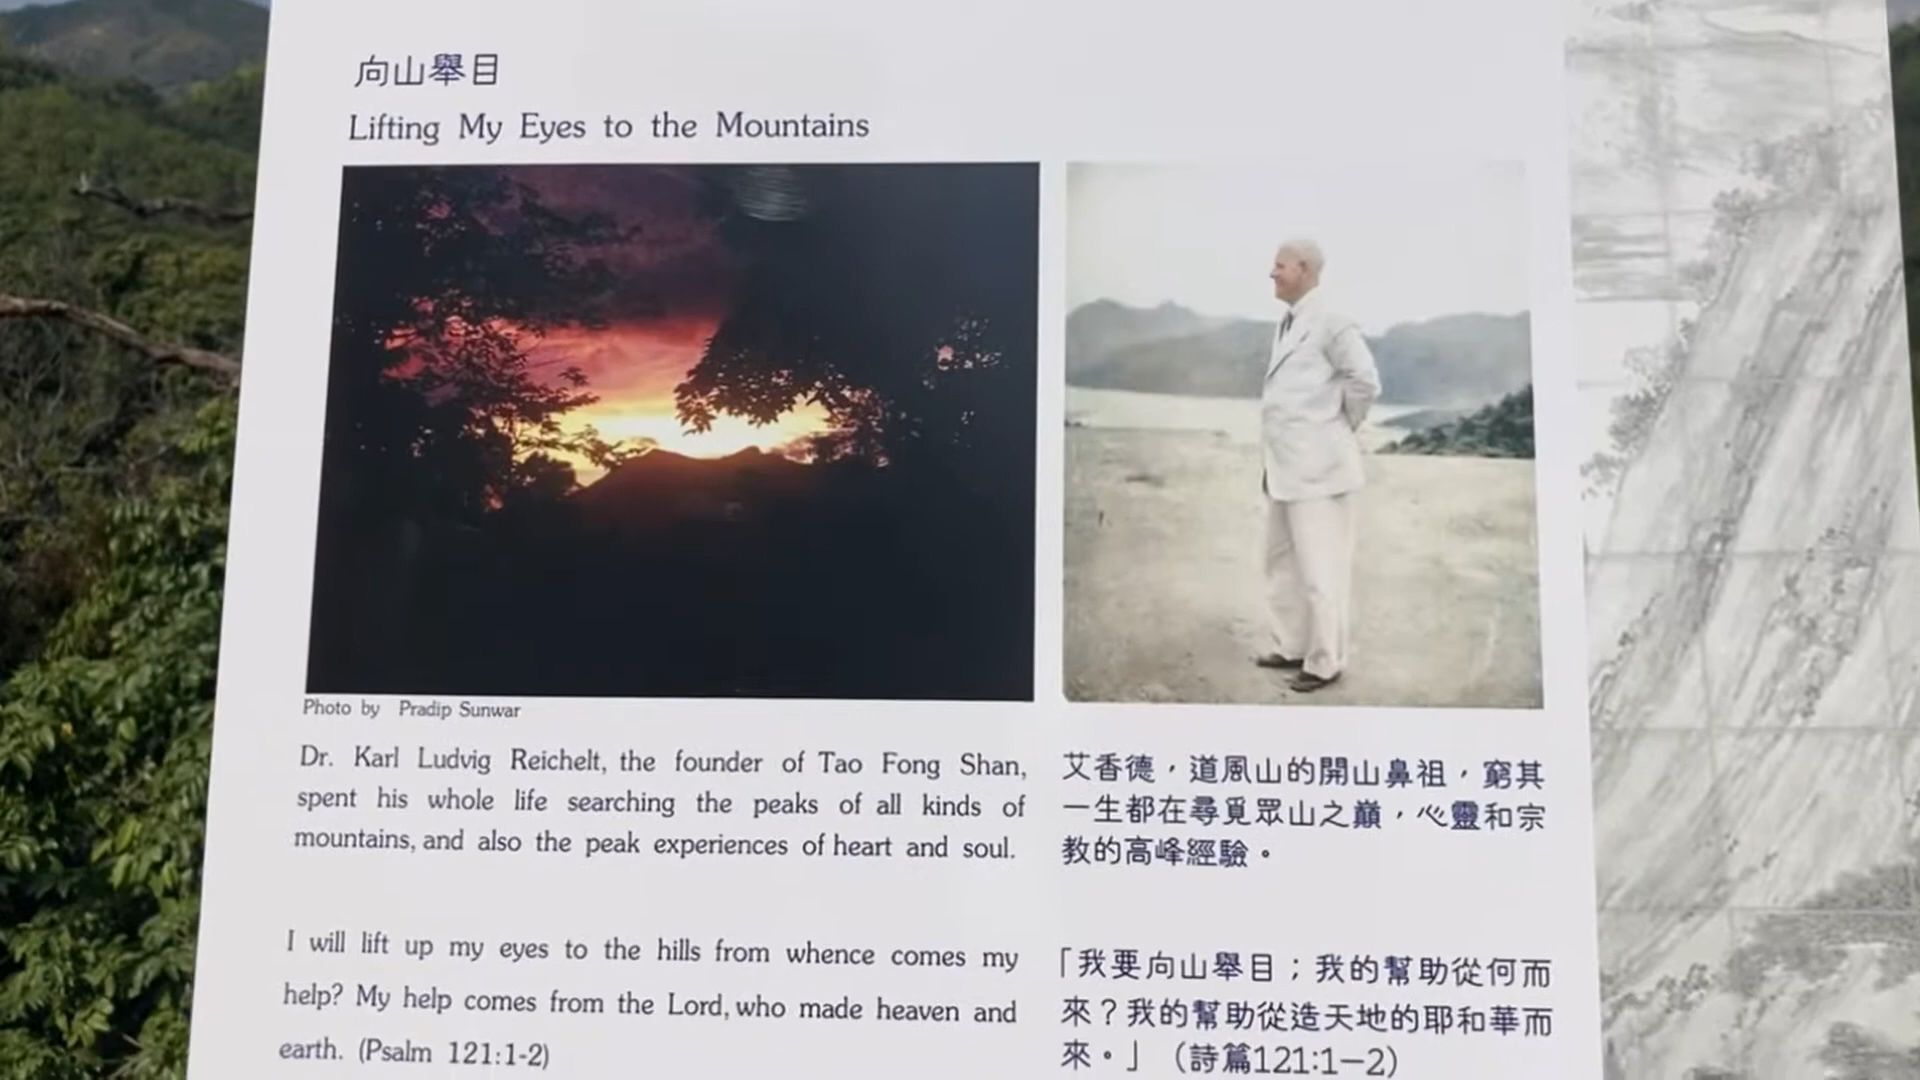 向山舉目
Lifting My Eyes to the Mountains
Photo by Pradip Sunwar
Dr. Karl Ludvig Reichelt, the founder of Tao Fong Shan,
spent his whole life searching the peaks of all kinds of
mountains, and also the peak experiences of heart and soul.
I will lift up my eyes to the hills from whence comes my
help? My help comes from the Lord, who made heaven and
earth. (Psalm 121:1-2)
艾香德，道風山的開山鼻祖，窮其
一生都在尋覓眾山之巔，心靈和宗
教的高峰經驗。
「我要向山舉目；我的幫助從何而
來？我的幫助從造天地的耶和華而
來。」（詩篇121:1—2）